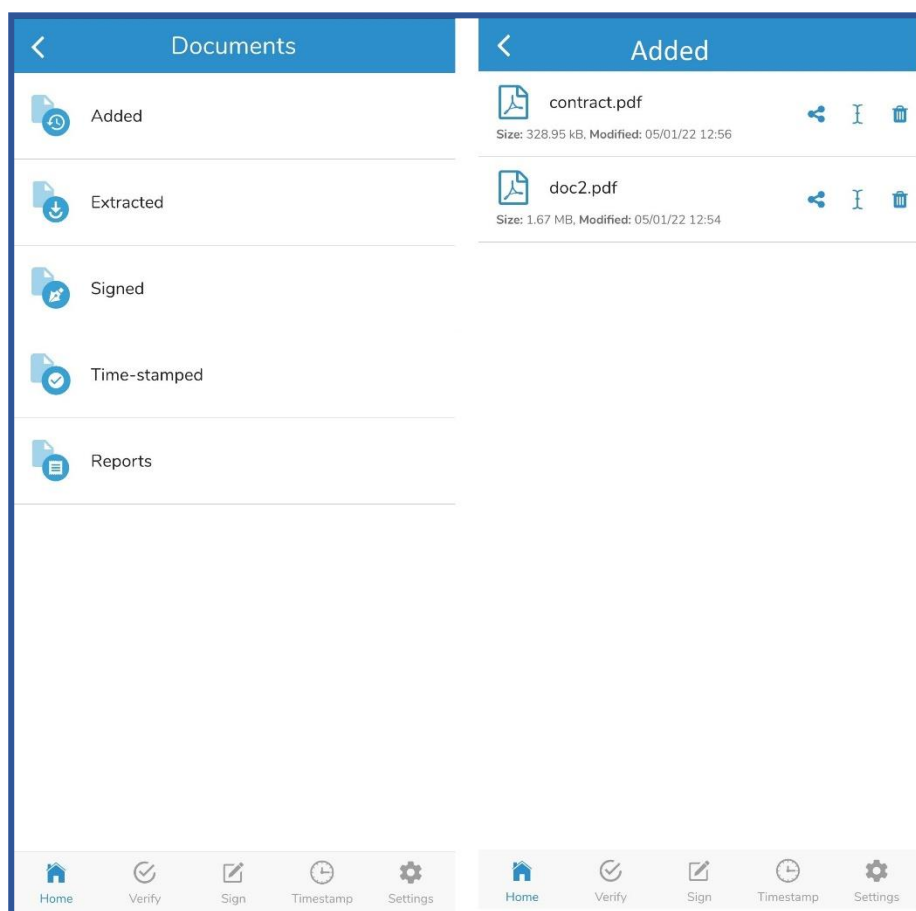 Documents
Added
Extracted
Signed
Time-stamped
Reports
Home Verify Sign Timestamp Settings
Added
contract.pdf
Size: 328.95 kB, Modified: 05/01/22 12:56
doc2.pdf
Size: 1.67 MB, Modified: 05/01/22 12:54
Home Verify Sign Timestamp Settings